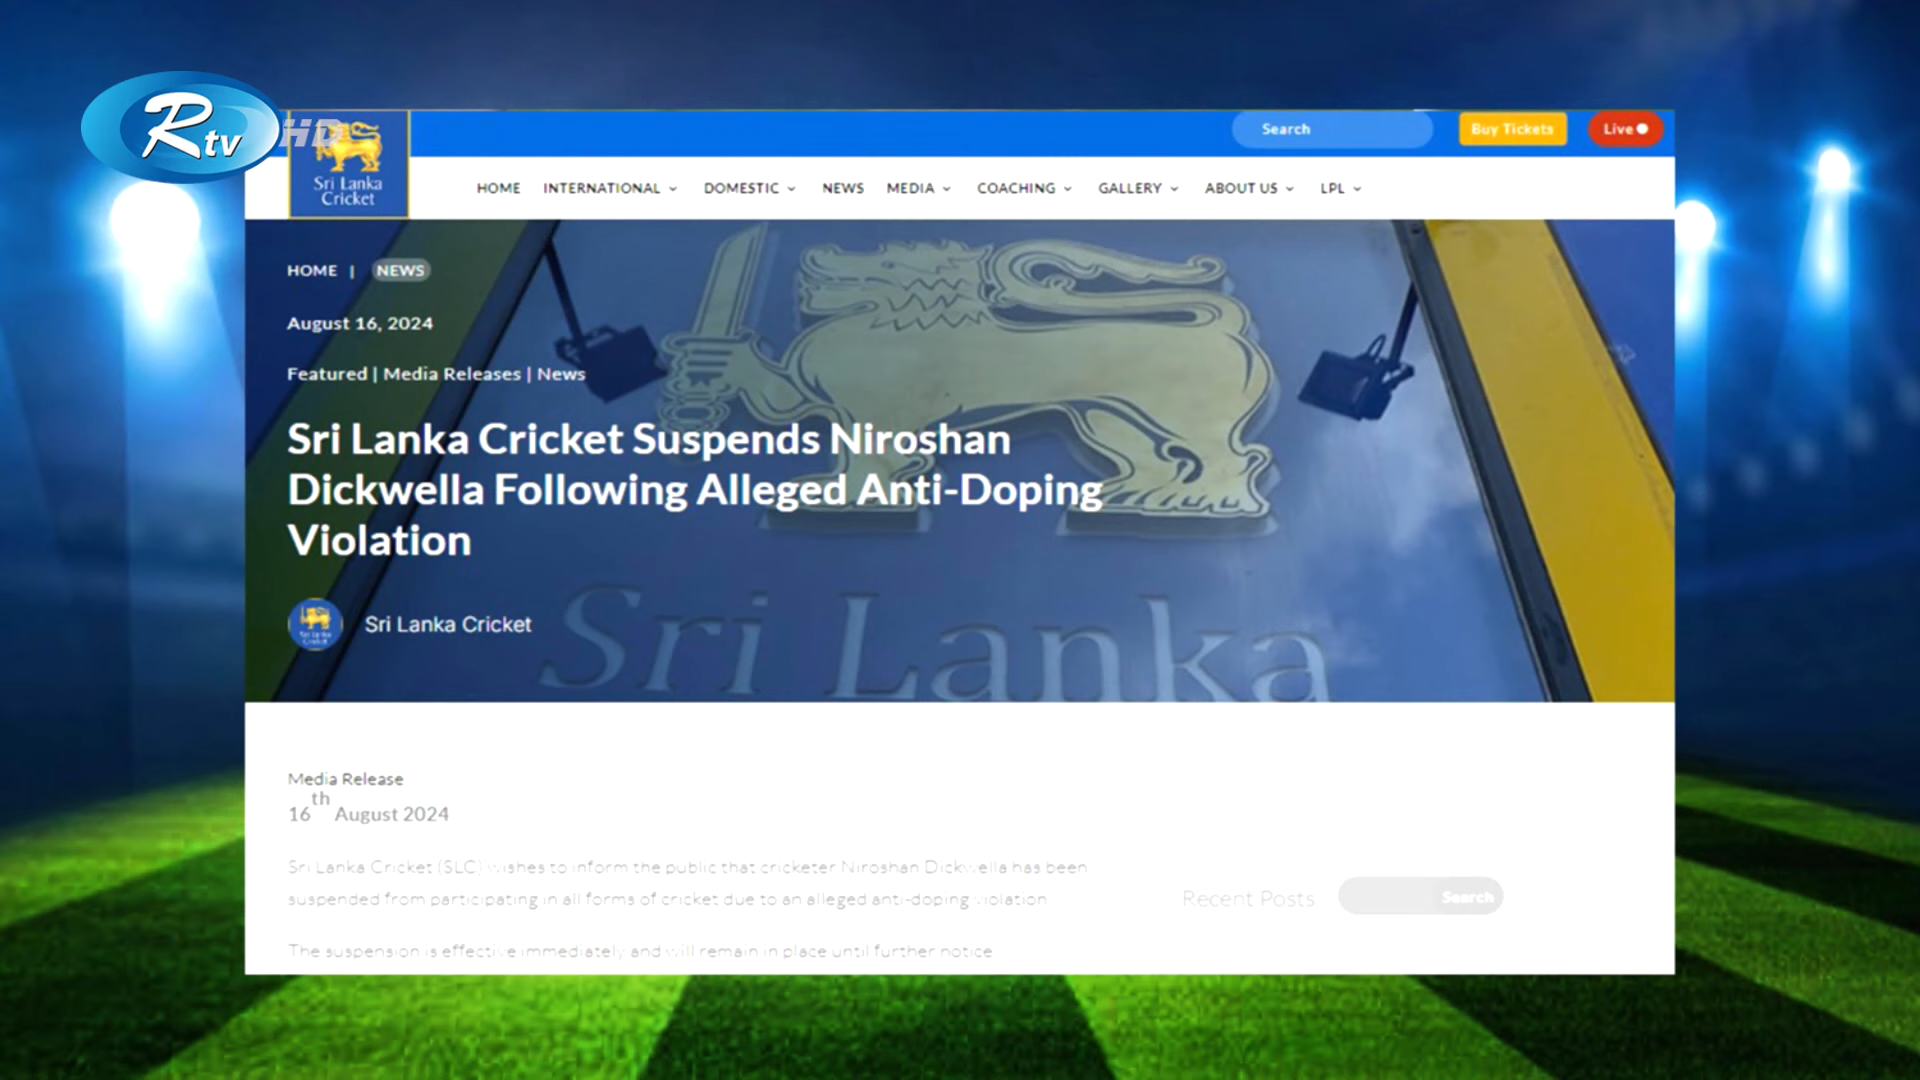 Rtv HD
Sri Lanka
Cricket
Search
Buy Tickets
Live
HOME INTERNATIONAL DOMESTIC NEWS MEDIA COACHING GALLERY ABOUT US LPL
HOME | NEWS
August 16, 2024
Featured | Media Releases | News
Sri Lanka Cricket Suspends Niroshan
Dickwella Following Alleged Anti-Doping
Violation
Sri Lanka Cricket
Sri Lanka
Media Release
16th August 2024
Sri Lanka Cricket (SLC) wishes to inform the public that cricketer Niroshan Dickwella has been
suspended from participating in all forms of cricket due to an alleged anti-doping violation
The suspension is effective immediately and will remain in place until further notice
Recent Posts
Search